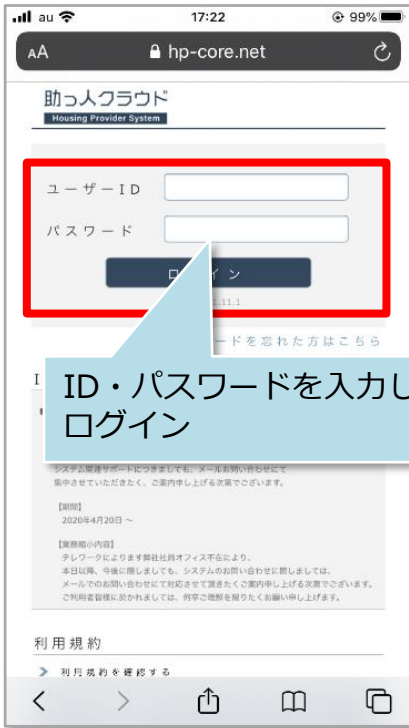 au
17:22
99%
AA
hp-core.net
助っ人クラウド
Housing Provider System
ユーザーID
パスワード
ログイン
.11.1
ードを忘れた方はこちら
I
ID・パスワードを入力し
ログイン
システム関連サポートにつきましても、メールお問い合わせにて
集中させていただきたく、ご案内申し上げる次第でございます。
【期間】
2020年4月20日 ～
【業務縮小内容】
テレワークによります弊社社員オフィス不在により、
本日以降、今後に際しましても、システムのお問い合わせに関しましては、
メールでのお問い合わせにて対応させて頂きたくご案内申し上げる次第でございます。
ご利用者皆様に於かれましては、何卒ご理解を賜りたくお願い申し上げます。
利用規約
利用規約を確認する